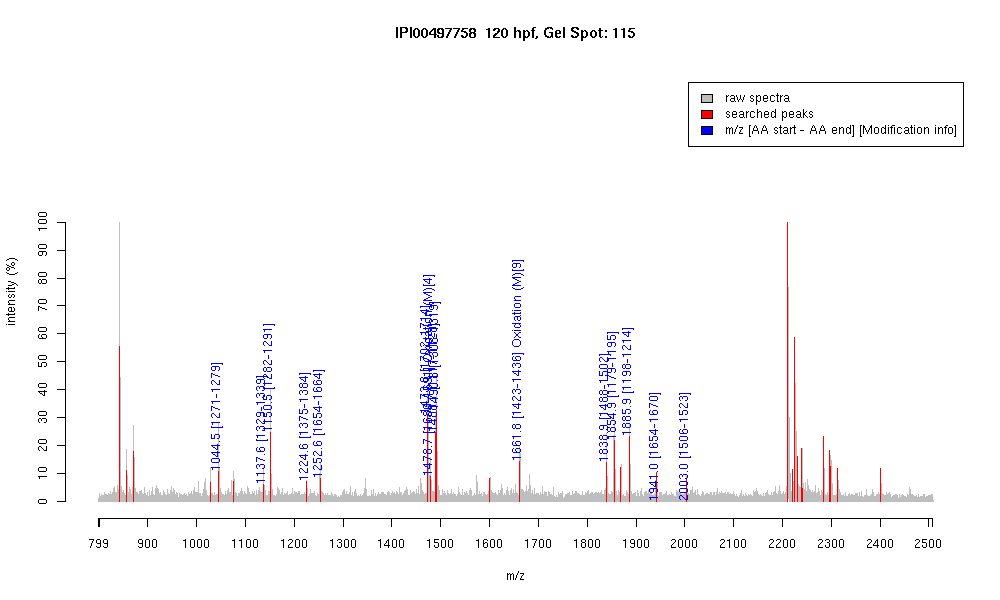 IPI00497758 120 hpf, Gel Spot: 115
raw spectra
searched peaks
m/z [AA start - AA end] [Modification info]
intensity (%)
100
90
80
70
60
50
40
30
20
10
0
1044.5 [1271-1279]
1137.6 [1329-1339]
1150.5 [1282-1291]
1224.6 [1375-1384]
1252.6 [1654-1664]
1478.7
1661.8 [1423-1436] Oxidation (M)[9]
1838.9 [1488-1502]
1854.9 [1179-1195]
1885.9 [1198-1214]
1941.0 [1654-1670]
2003.0 [1506-1523]
799 900 1000 1100 1200 1300 1400 1500 1600 1700 1800 1900 2000 2100 2200 2300 2400 2500
m/z